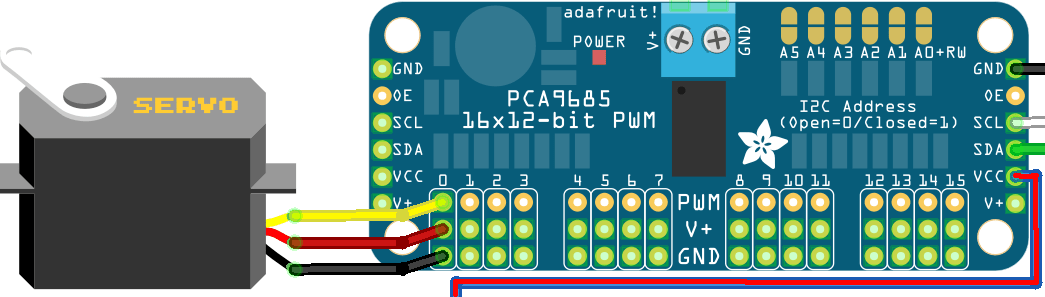 adafruit!
POWER
V+
GND
A5 A4 A3 A2 A1 A0+RW
GND
OE
SCL
SDA
VCC
V+
SERVO
PCA9685
16x12-bit PWM
I2C Address
(Open=0/Closed=1)
GND
OE
SCL
SDA
VCC
V+
0 1 2 3 4 5 6 7 8 9 10 11 12 13 14 15
PWM
V+
GND